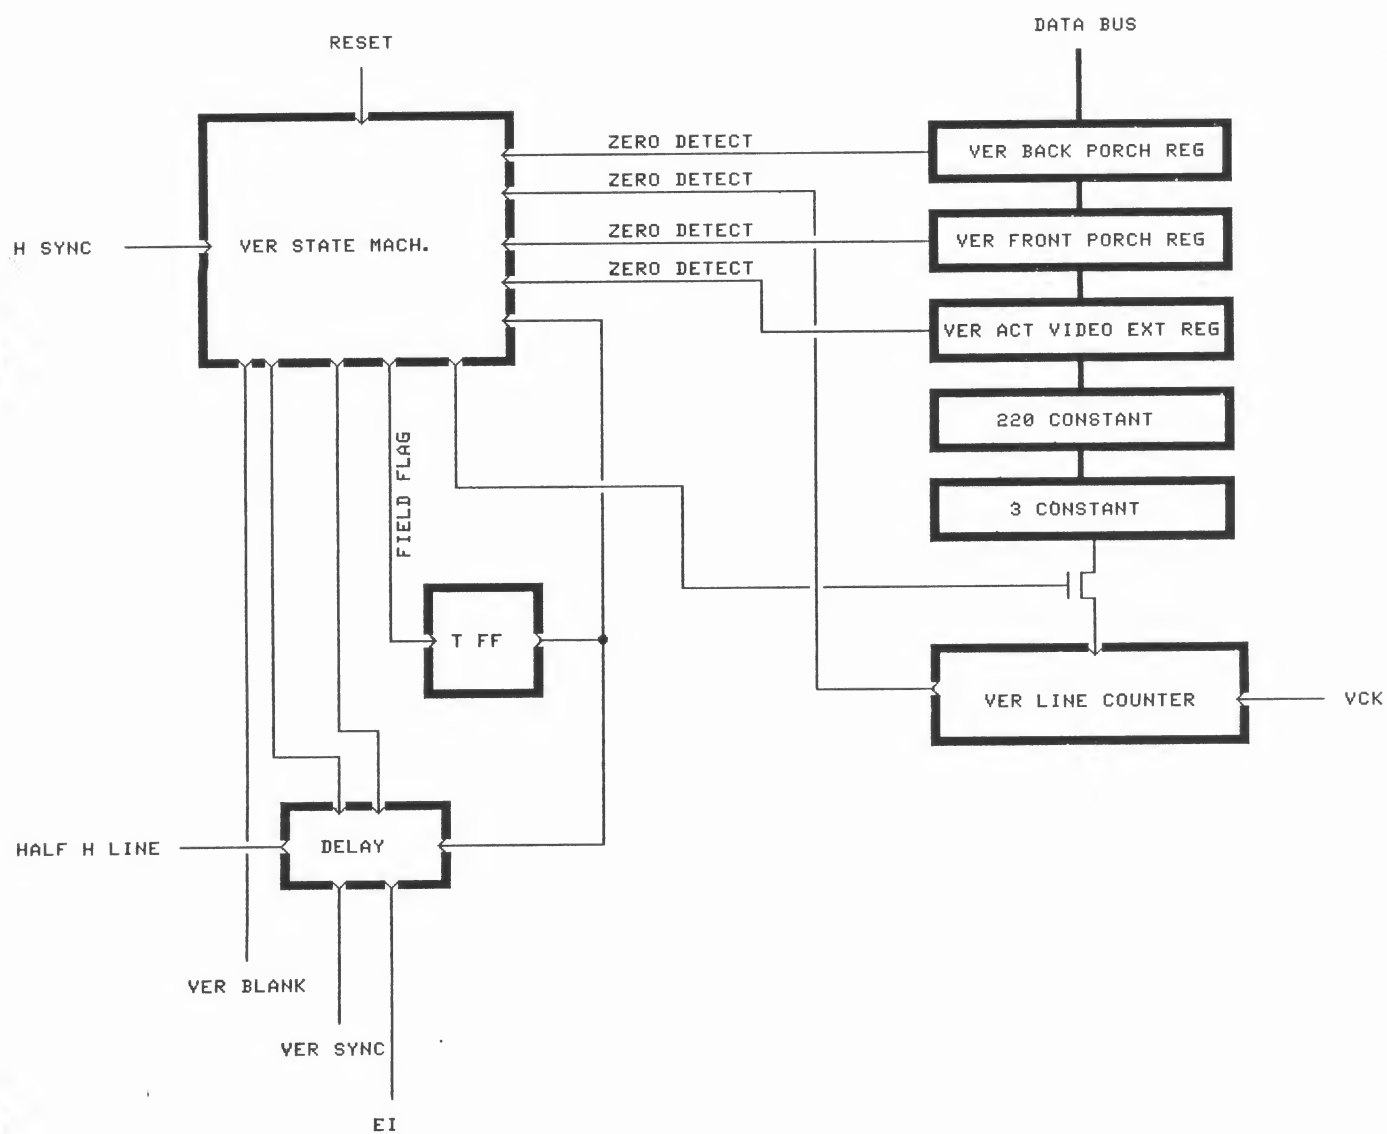 DATA BUS
RESET
ZERO DETECT
VER BACK PORCH REG
ZERO DETECT
ZERO DETECT
VER FRONT PORCH REG
H SYNC
VER STATE MACH.
ZERO DETECT
VER ACT VIDEO EXT REG
220 CONSTANT
FIELD FLAG
3 CONSTANT
T FF
VER LINE COUNTER
VCK
HALF H LINE
DELAY
VER BLANK
VER SYNC
EI